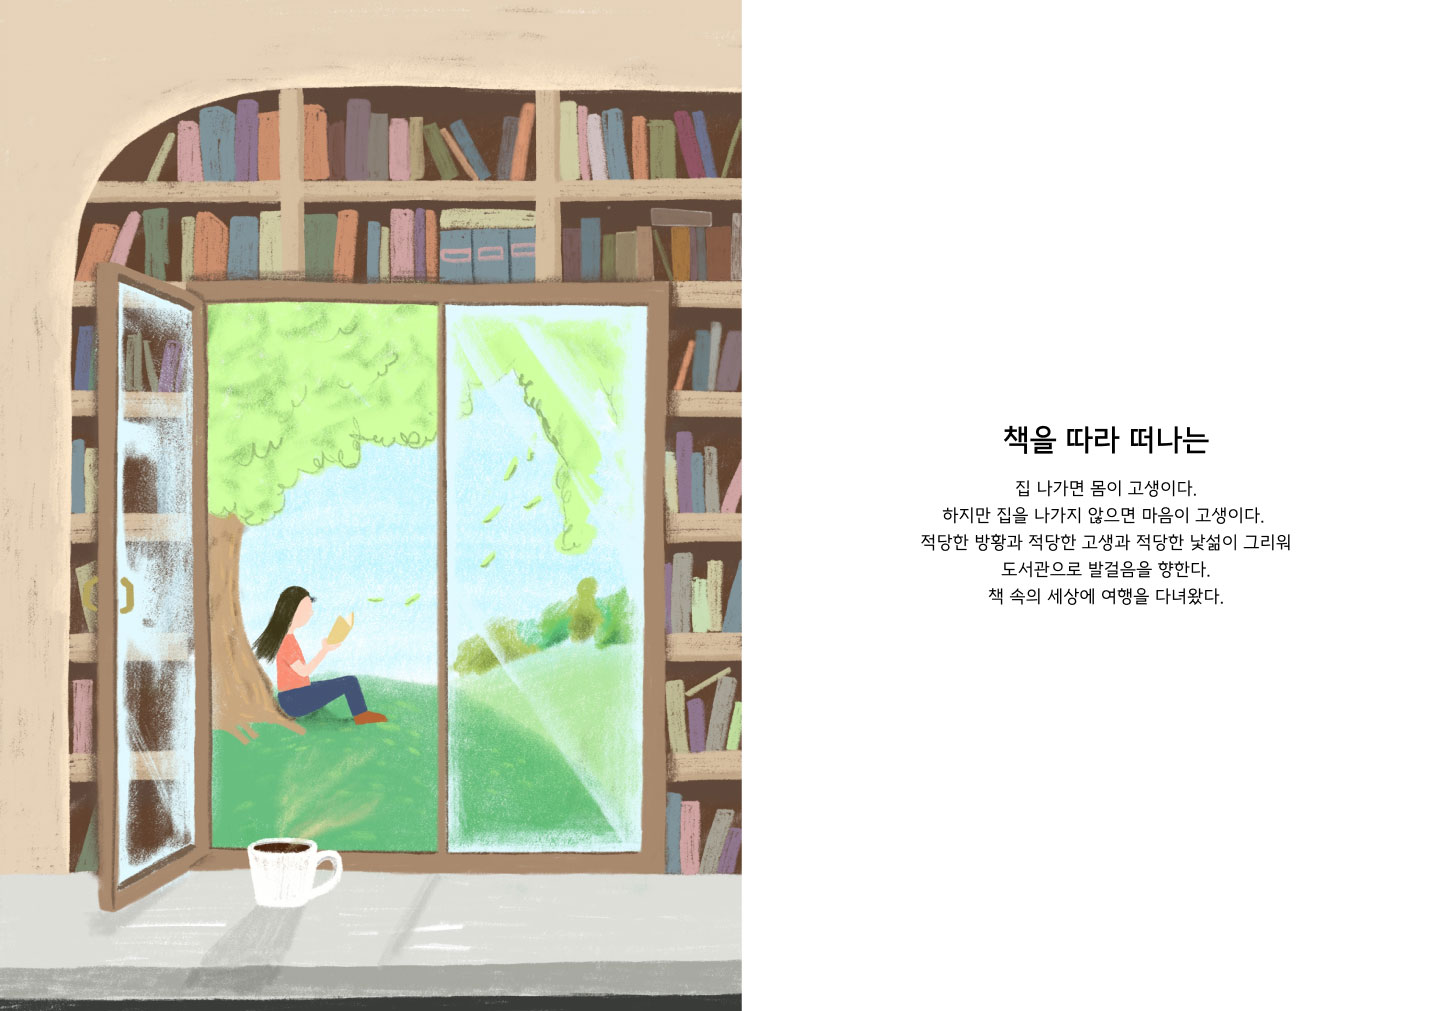 책을 따라 떠나는
집 나가면 몸이 고생이다.
하지만 집을 나가지 않으면 마음이 고생이다.
적당한 방황과 적당한 고생과 적당한 낯섦이 그리워
도서관으로 발걸음을 향한다.
책 속의 세상에 여행을 다녀왔다.